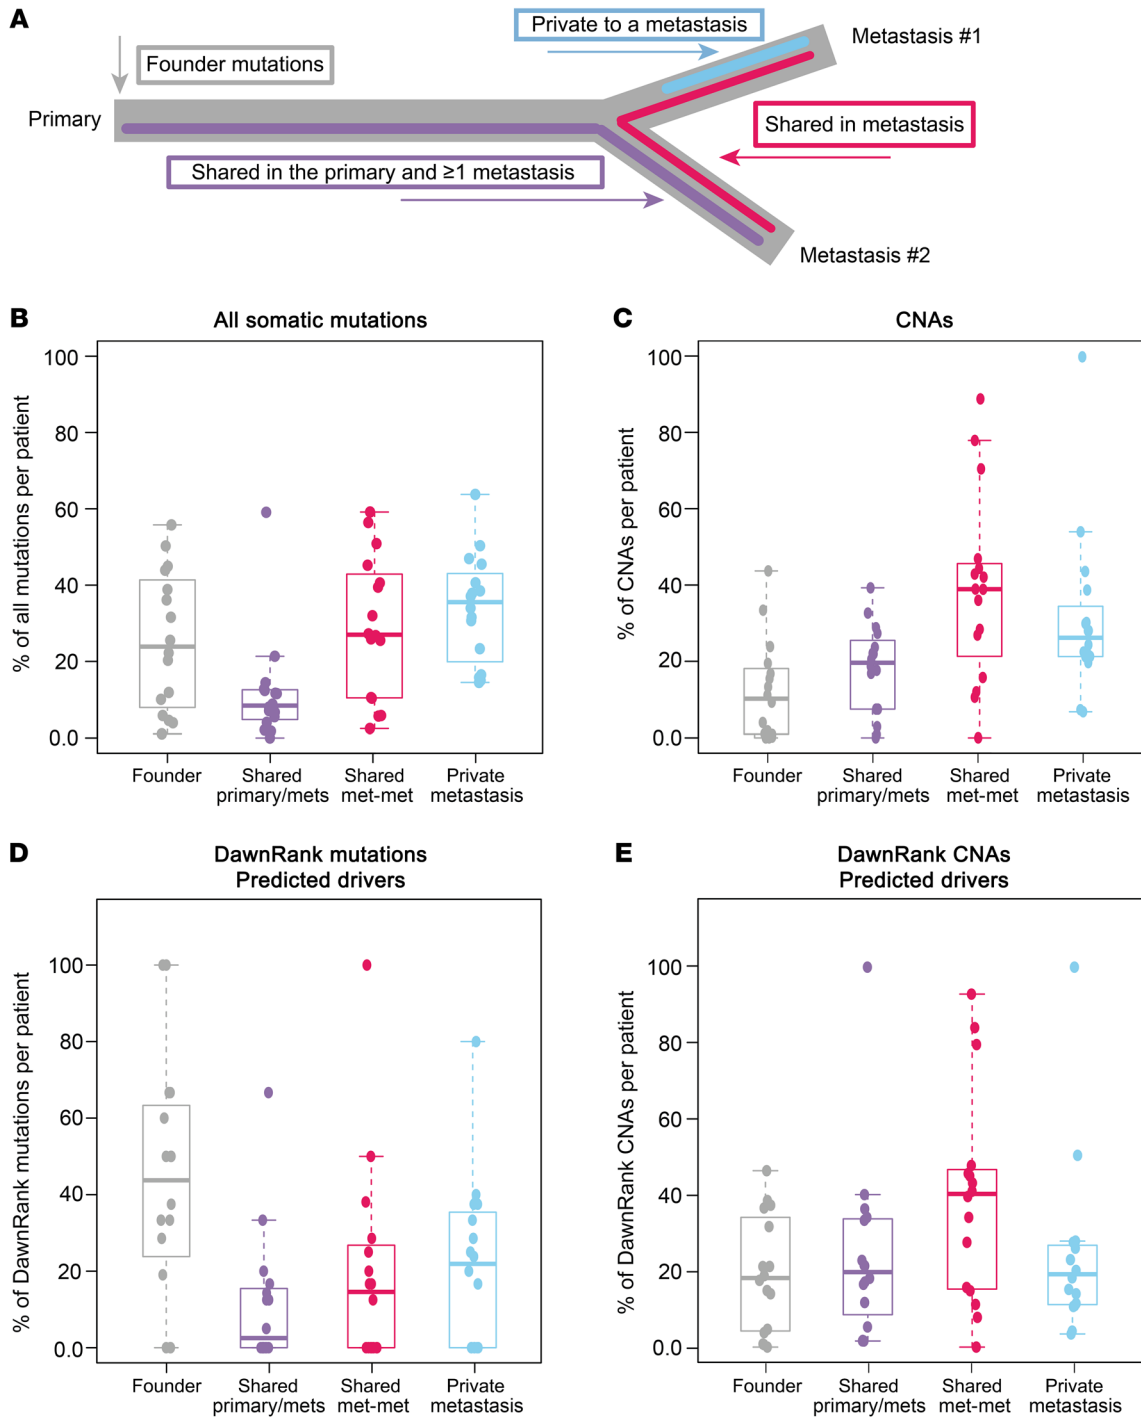 A
Private to a metastasis
Metastasis #1
Founder mutations
Primary
Shared in metastasis
Shared in the primary and ≥1 metastasis
Metastasis #2
B
All somatic mutations
% of all mutations per patient
100
80
60
40
20
0.0
Founder
Shared
primary/mets
Shared
met-met
Private
metastasis
C
CNAs
% of CNAs per patient
100
80
60
40
20
0.0
Founder
Shared
primary/mets
Shared
met-met
Private
metastasis
D
DawnRank mutations
Predicted drivers
% of DawnRank mutations per patient
100
80
60
40
20
0.0
Founder
Shared
primary/mets
Shared
met-met
Private
metastasis
E
DawnRank CNAs
Predicted drivers
% of DawnRank CNAs per patient
100
80
60
40
20
0.0
Founder
Shared
primary/mets
Shared
met-met
Private
metastasis